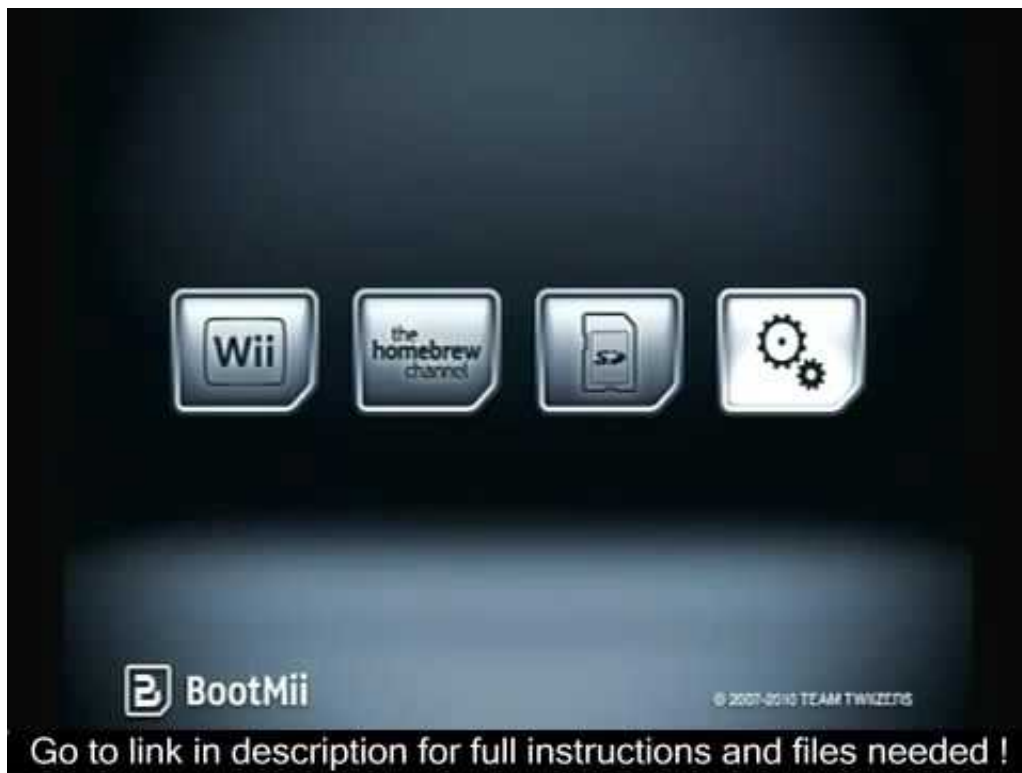 Wii
the
homebrew
channel
SD
BootMii
© 2007-2010 TEAM TWIIZERS
Go to link in description for full instructions and files needed !